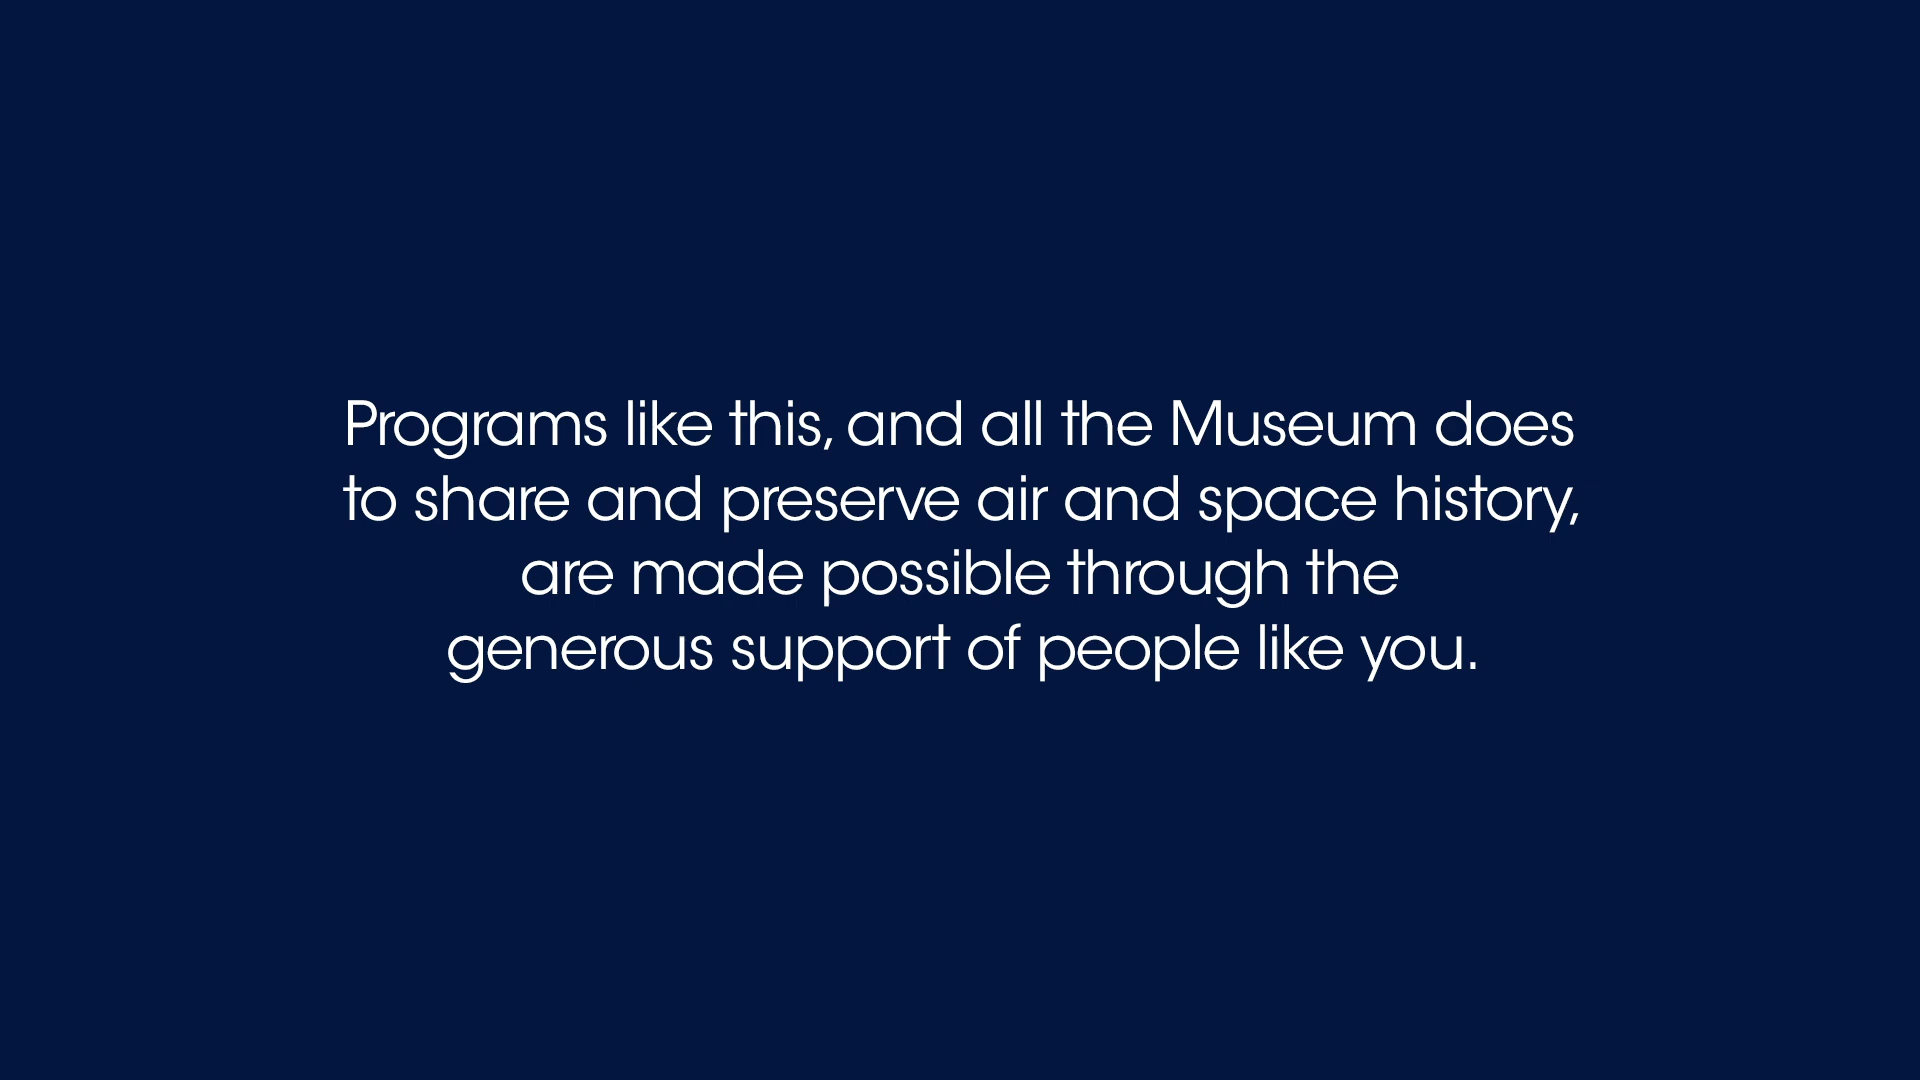 Programs like this, and all the Museum does
to share and preserve air and space history,
are made possible through the
generous support of people like you.